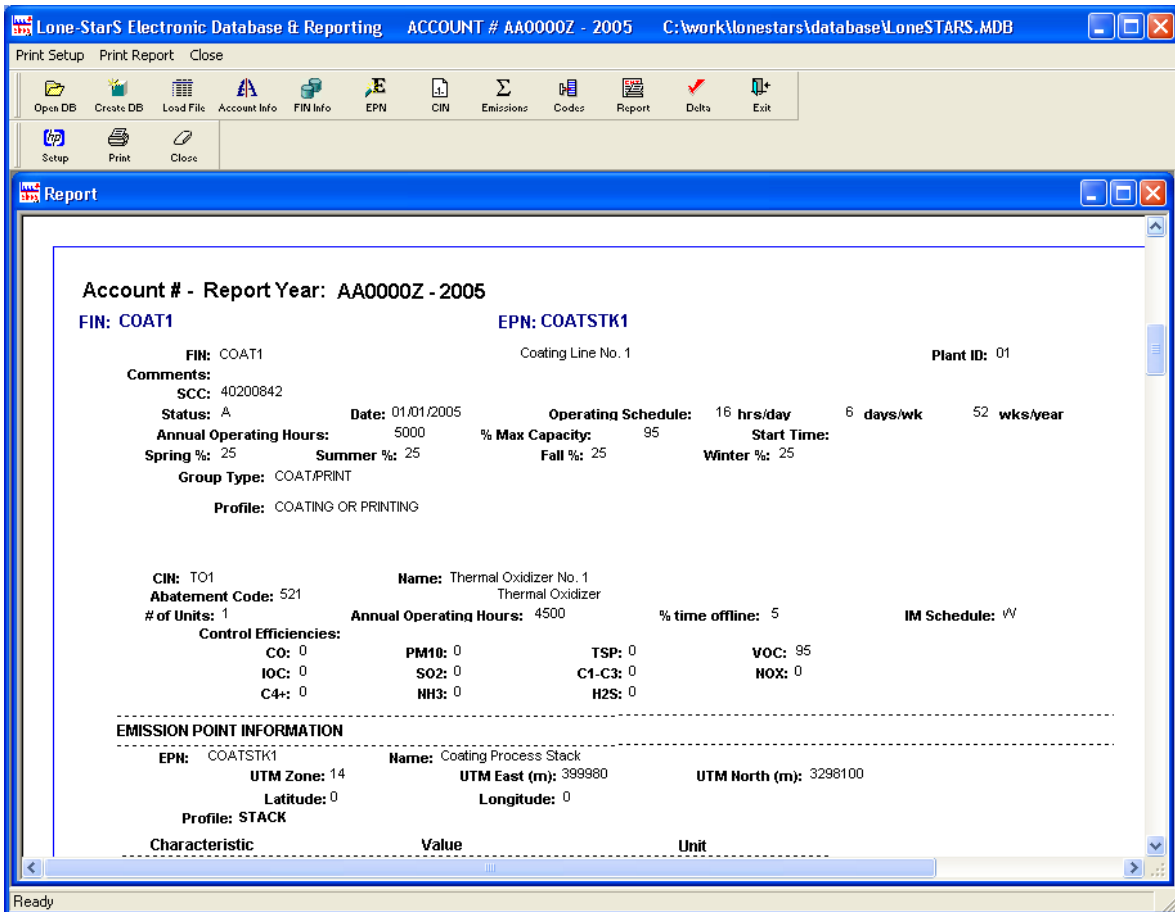 Lone-StarS Electronic Database & Reporting ACCOUNT # AA0000Z - 2005 C:\work\lonestars\database\LoneSTARS.MDB
Print Setup Print Report Close
Open DB Create DB Load File Account Info FIN Info EPN CIN Emissions Codes Report Delta Exit
Setup Print Close
Report
Account # - Report Year: AA0000Z - 2005
FIN: COAT1 EPN: COATSTK1
FIN: COAT1 Coating Line No. 1 Plant ID: 01
Comments:
SCC: 40200842
Status: A Date: 01/01/2005 Operating Schedule: 16 hrs/day 6 days/wk 52 wks/year
Annual Operating Hours: 5000 % Max Capacity: 95 Start Time:
Spring %: 25 Summer %: 25 Fall %: 25 Winter %: 25
Group Type: COAT/PRINT
Profile: COATING OR PRINTING
CIN: TO1 Name: Thermal Oxidizer No. 1
Abatement Code: 521 Thermal Oxidizer
# of Units: 1 Annual Operating Hours: 4500 % time offline: 5 IM Schedule: W
Control Efficiencies:
CO: 0 PM10: 0 TSP: 0 VOC: 95
IOC: 0 SO2: 0 C1-C3: 0 NOX: 0
C4+: 0 NH3: 0 H2S: 0
EMISSION POINT INFORMATION
EPN: COATSTK1 Name: Coating Process Stack
UTM Zone: 14 UTM East (m): 399980 UTM North (m): 3298100
Latitude: 0 Longitude: 0
Profile: STACK
Characteristic Value Unit
Ready